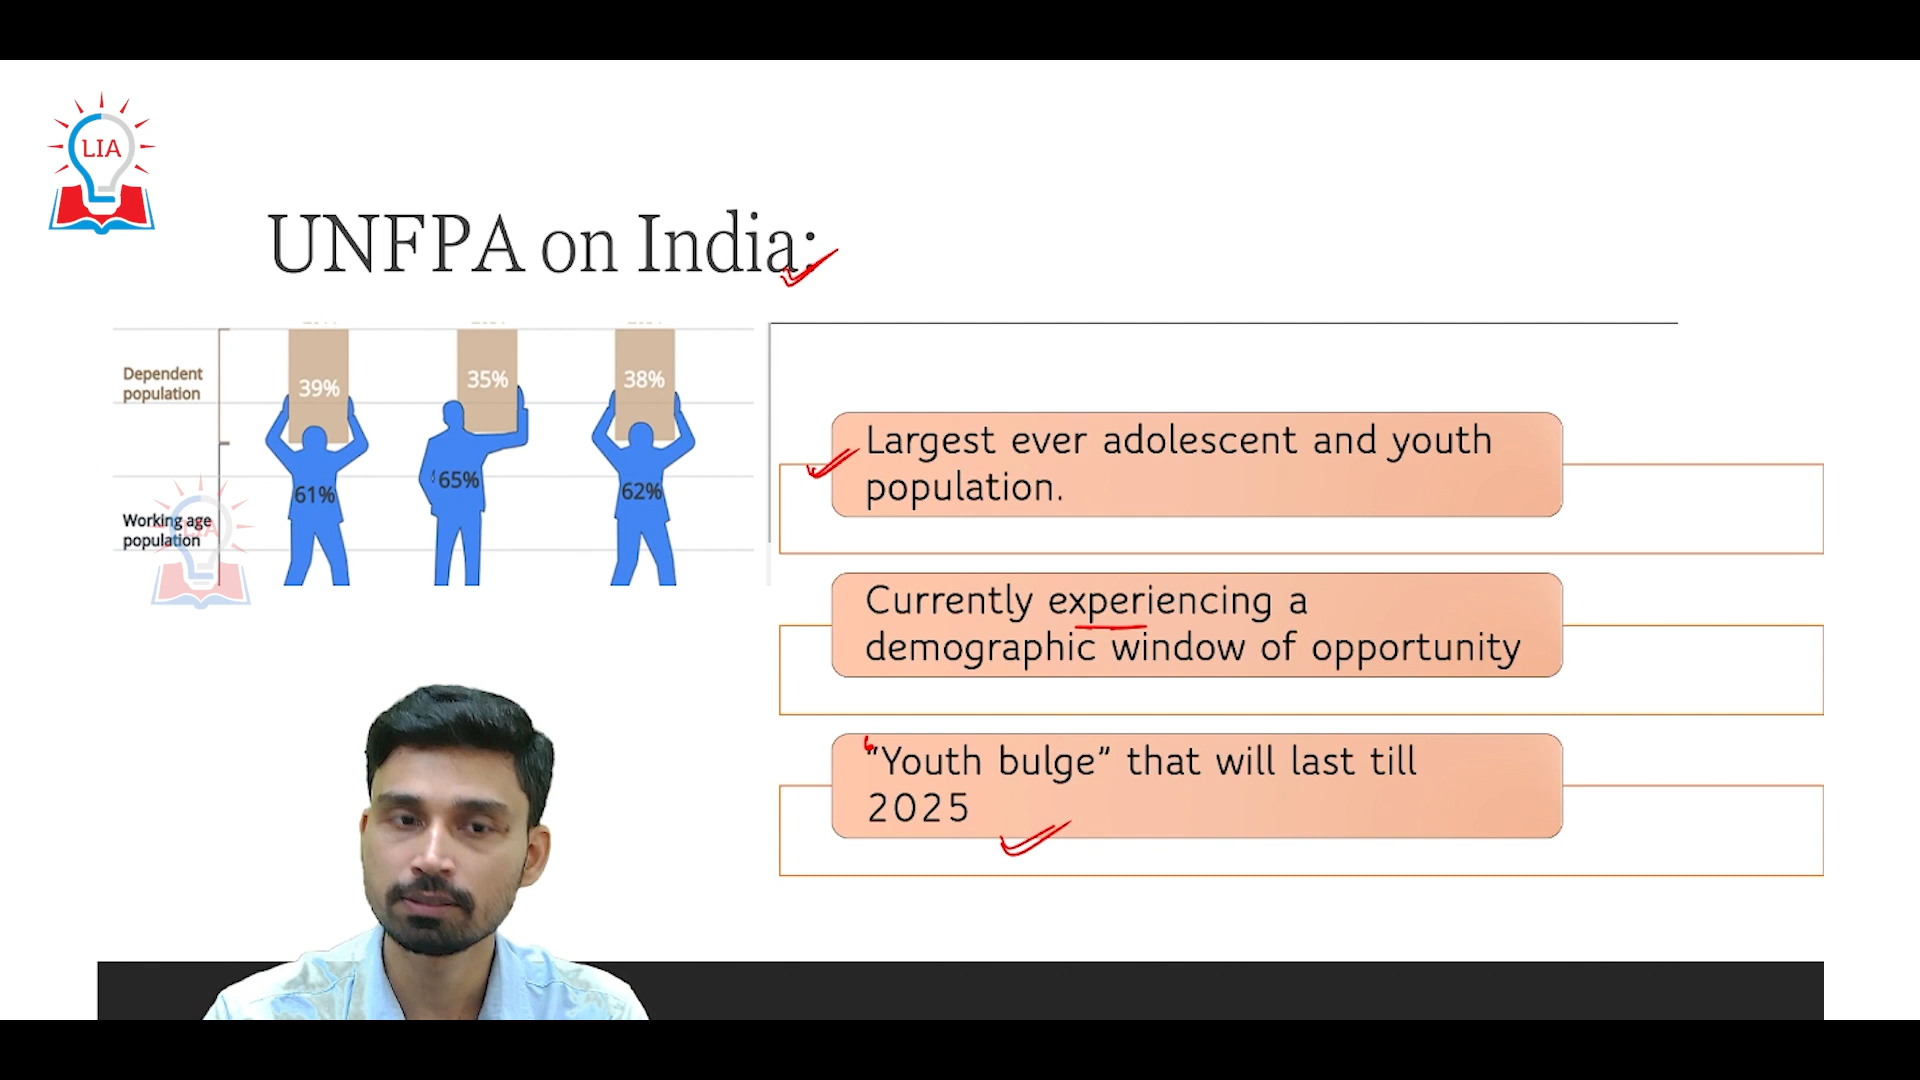 LIA
UNFPA on India:
Dependent
population
39%
35%
38%
61%
65%
62%
Working age
population
LIA
Largest ever adolescent and youth
population.
Currently experiencing a
demographic window of opportunity
“Youth bulge” that will last till
2025